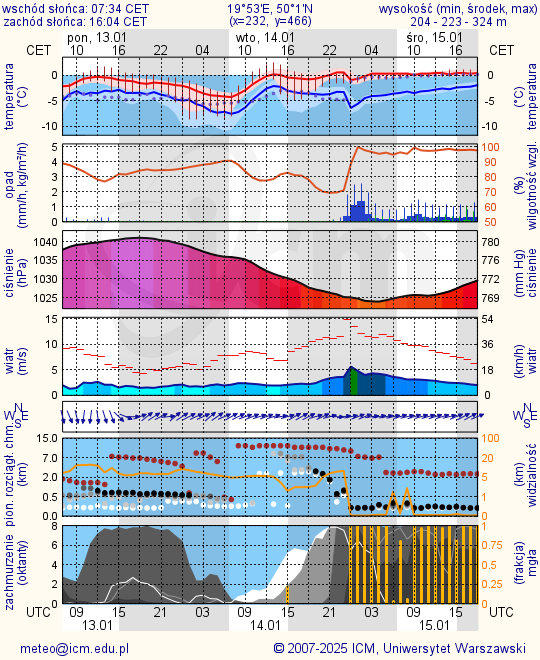 wschód słońca: 07:34 CET 19°53'E, 50°1'N wysokość (min, środek, max)
zachód słońca: 16:04 CET (x=232, y=466) 204 - 223 - 324 m
pon, 13.01 wto, 14.01 śro, 15.01
CET 10 16 22 04 10 16 22 04 10 16 CET
temperatura (°C) 0 -5 -10 0 -5 -10 temperatura (°C)
opad (mm/h, kg/m²/h) 5 4 3 2 1 0 100 90 80 70 60 50 (%) wilgotność wzgl.
ciśnienie (hPa) 1040 1035 1030 1025 780 776 772 769 (mm Hg) ciśnienie
wiatr (m/s) 15 10 5 0 54 36 18 0 (km/h) wiatr
N W E S N W E S
pion. rozciągł. chm. (km) 15.0 7.0 2.0 0.5 0.0 100 20 5 1 0 (km) widzialność
zachmurzenie (oktanty) 8 6 4 2 0 1 0.75 0.5 0.25 0 (frakcja) mgła
UTC 09 15 21 03 09 15 21 03 09 15 UTC
13.01 14.01 15.01
meteo@icm.edu.pl © 2007-2025 ICM, Uniwersytet Warszawski